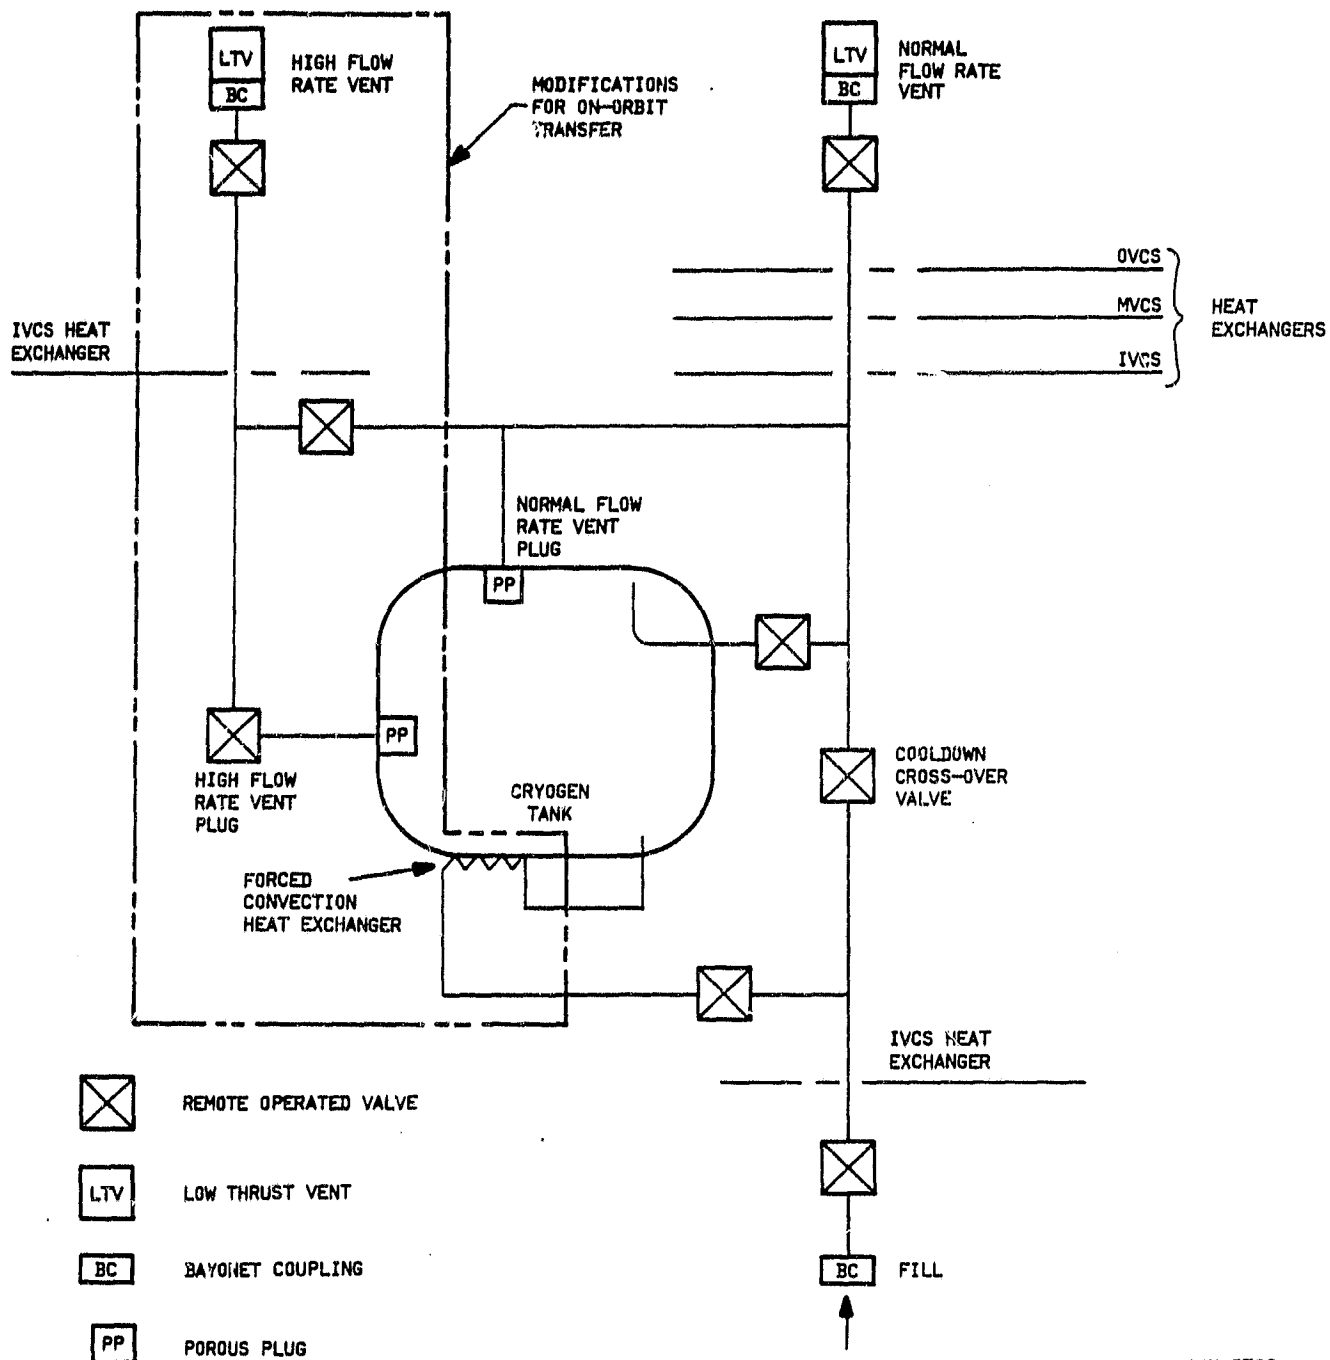 LTV
BC
HIGH FLOW
RATE VENT
MODIFICATIONS
FOR ON-ORBIT
TRANSFER
LTV
BC
NORMAL
FLOW RATE
VENT
OVCS
MVCS
IVCS
HEAT
EXCHANGERS
IVCS HEAT
EXCHANGER
NORMAL FLOW
RATE VENT
PLUG
PP
PP
HIGH FLOW
RATE VENT
PLUG
CRYOGEN
TANK
COOLDOWN
CROSS-OVER
VALVE
FORCED
CONVECTION
HEAT EXCHANGER
IVCS HEAT
EXCHANGER
REMOTE OPERATED VALVE
LTV LOW THRUST VENT
BC BAYONET COUPLING
BC FILL
PP POROUS PLUG